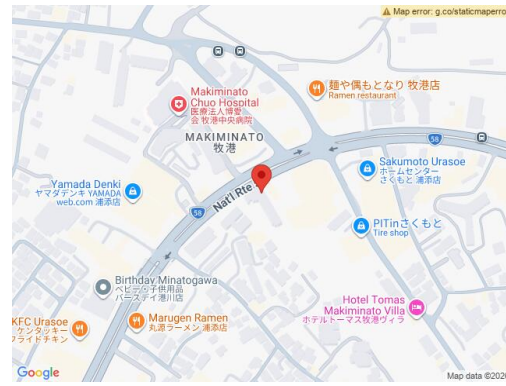 Map error: g.co/staticmaperro
麺や偶もとなり 牧港店
Ramen restaurant
Makiminato
Chuo Hospital
医療法人博愛
会 牧港中央病院
MAKIMINATO
牧港
58
Sakumoto Urasoe
ホームセンター
さくもと 浦添店
Yamada Denki
ヤマダデンキ YAMADA
web.com 浦添店
58
Nat'l Rte
PITinさくもと
Tire shop
Birthday Minatogawa
ベビー・子供用品
バースデイ港川店
Hotel Tomas
Makiminato Villa
ホテルトーマス牧港ヴィラ
KFC Urasoe
ケンタッキー
フライドチキン
Marugen Ramen
丸源ラーメン 浦添店
Google
Map data ©2026